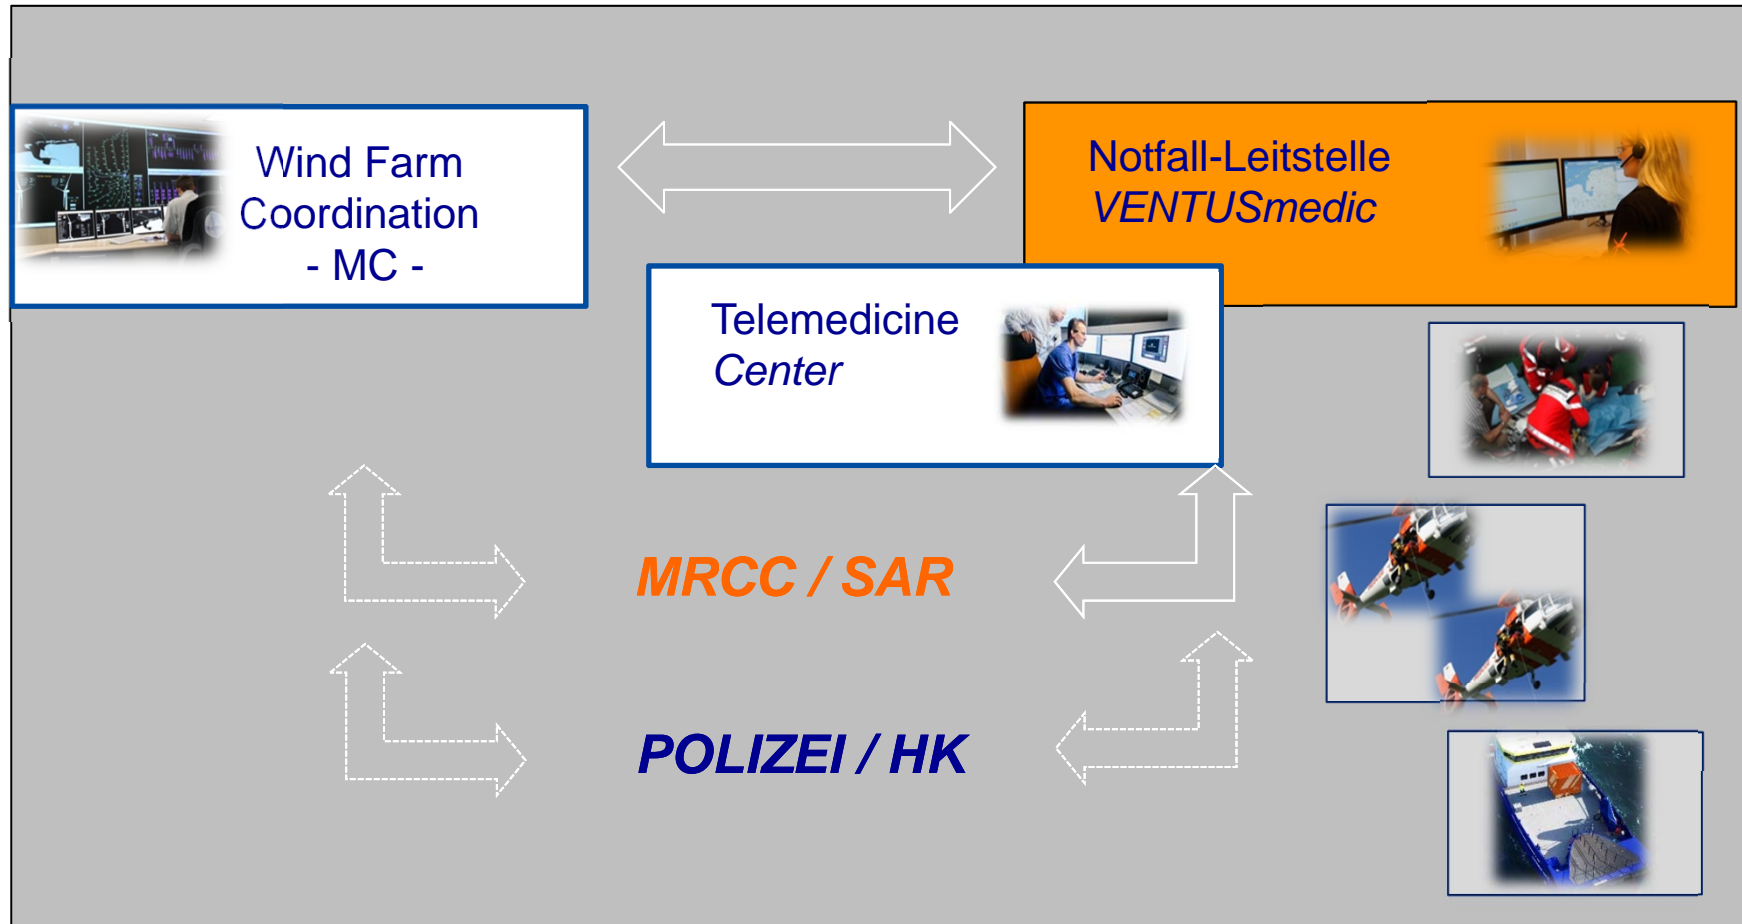 Wind Farm
Coordination
- MC -
Notfall-Leitstelle
VENTUSmedic
Telemedicine
Center
MRCC / SAR
POLIZEI / HK